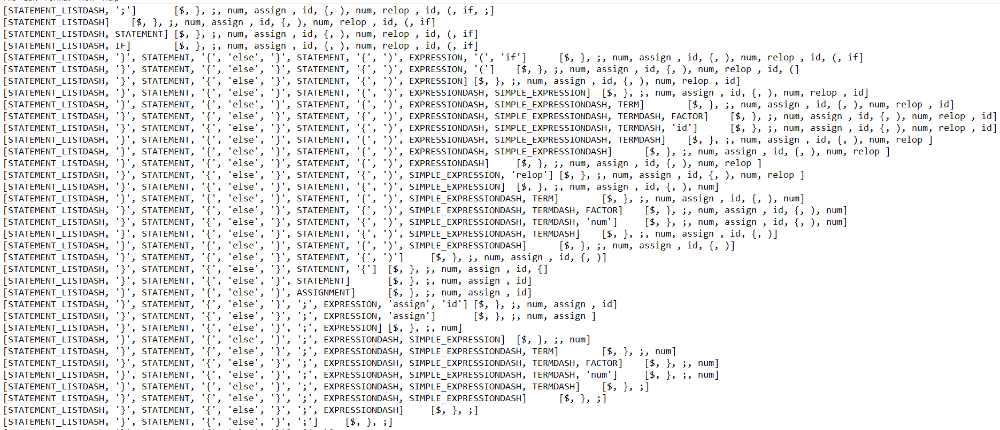 [STATEMENT_LISTDASH, ';'] [$, }, ;, num, assign , id, {, ), num, relop , id, (, if, ;]
[STATEMENT_LISTDASH] [$, }, ;, num, assign , id, {, ), num, relop , id, (, if]
[STATEMENT_LISTDASH, STATEMENT] [$, }, ;, num, assign , id, {, ), num, relop , id, (, if]
[STATEMENT_LISTDASH, IF] [$, }, ;, num, assign , id, {, ), num, relop , id, (, if]
[STATEMENT_LISTDASH, '}', STATEMENT, '{', 'else', '}', STATEMENT, '{', ')', EXPRESSION, '(', 'if'] [$, }, ;, num, assign , id, {, ), num, relop , id, (, if]
[STATEMENT_LISTDASH, '}', STATEMENT, '{', 'else', '}', STATEMENT, '{', ')', EXPRESSION, '('] [$, }, ;, num, assign , id, {, ), num, relop , id, (]
[STATEMENT_LISTDASH, '}', STATEMENT, '{', 'else', '}', STATEMENT, '{', ')', EXPRESSION] [$, }, ;, num, assign , id, {, ), num, relop , id]
[STATEMENT_LISTDASH, '}', STATEMENT, '{', 'else', '}', STATEMENT, '{', ')', EXPRESSIONDASH, SIMPLE_EXPRESSION] [$, }, ;, num, assign , id, {, ), num, relop , id]
[STATEMENT_LISTDASH, '}', STATEMENT, '{', 'else', '}', STATEMENT, '{', ')', EXPRESSIONDASH, SIMPLE_EXPRESSIONDASH, TERM] [$, }, ;, num, assign , id, {, ), num, relop , id]
[STATEMENT_LISTDASH, '}', STATEMENT, '{', 'else', '}', STATEMENT, '{', ')', EXPRESSIONDASH, SIMPLE_EXPRESSIONDASH, TERMDASH, FACTOR] [$, }, ;, num, assign , id, {, ), num, relop , id]
[STATEMENT_LISTDASH, '}', STATEMENT, '{', 'else', '}', STATEMENT, '{', ')', EXPRESSIONDASH, SIMPLE_EXPRESSIONDASH, TERMDASH, 'id'] [$, }, ;, num, assign , id, {, ), num, relop , id]
[STATEMENT_LISTDASH, '}', STATEMENT, '{', 'else', '}', STATEMENT, '{', ')', EXPRESSIONDASH, SIMPLE_EXPRESSIONDASH, TERMDASH] [$, }, ;, num, assign , id, {, ), num, relop ]
[STATEMENT_LISTDASH, '}', STATEMENT, '{', 'else', '}', STATEMENT, '{', ')', EXPRESSIONDASH, SIMPLE_EXPRESSIONDASH] [$, }, ;, num, assign , id, {, ), num, relop ]
[STATEMENT_LISTDASH, '}', STATEMENT, '{', 'else', '}', STATEMENT, '{', ')', EXPRESSIONDASH] [$, }, ;, num, assign , id, {, ), num, relop ]
[STATEMENT_LISTDASH, '}', STATEMENT, '{', 'else', '}', STATEMENT, '{', ')', SIMPLE_EXPRESSION, 'relop'] [$, }, ;, num, assign , id, {, ), num, relop ]
[STATEMENT_LISTDASH, '}', STATEMENT, '{', 'else', '}', STATEMENT, '{', ')', SIMPLE_EXPRESSION] [$, }, ;, num, assign , id, {, ), num]
[STATEMENT_LISTDASH, '}', STATEMENT, '{', 'else', '}', STATEMENT, '{', ')', SIMPLE_EXPRESSIONDASH, TERM] [$, }, ;, num, assign , id, {, ), num]
[STATEMENT_LISTDASH, '}', STATEMENT, '{', 'else', '}', STATEMENT, '{', ')', SIMPLE_EXPRESSIONDASH, TERMDASH, FACTOR] [$, }, ;, num, assign , id, {, ), num]
[STATEMENT_LISTDASH, '}', STATEMENT, '{', 'else', '}', STATEMENT, '{', ')', SIMPLE_EXPRESSIONDASH, TERMDASH, 'num'] [$, }, ;, num, assign , id, {, ), num]
[STATEMENT_LISTDASH, '}', STATEMENT, '{', 'else', '}', STATEMENT, '{', ')', SIMPLE_EXPRESSIONDASH, TERMDASH] [$, }, ;, num, assign , id, {, )]
[STATEMENT_LISTDASH, '}', STATEMENT, '{', 'else', '}', STATEMENT, '{', ')', SIMPLE_EXPRESSIONDASH] [$, }, ;, num, assign , id, {, )]
[STATEMENT_LISTDASH, '}', STATEMENT, '{', 'else', '}', STATEMENT, '{', ')'] [$, }, ;, num, assign , id, {, )]
[STATEMENT_LISTDASH, '}', STATEMENT, '{', 'else', '}', STATEMENT, '{'] [$, }, ;, num, assign , id, {]
[STATEMENT_LISTDASH, '}', STATEMENT, '{', 'else', '}', STATEMENT] [$, }, ;, num, assign , id]
[STATEMENT_LISTDASH, '}', STATEMENT, '{', 'else', '}', ASSIGNMENT] [$, }, ;, num, assign , id]
[STATEMENT_LISTDASH, '}', STATEMENT, '{', 'else', '}', ';', EXPRESSION, 'assign', 'id'] [$, }, ;, num, assign , id]
[STATEMENT_LISTDASH, '}', STATEMENT, '{', 'else', '}', ';', EXPRESSION, 'assign'] [$, }, ;, num, assign ]
[STATEMENT_LISTDASH, '}', STATEMENT, '{', 'else', '}', ';', EXPRESSION] [$, }, ;, num]
[STATEMENT_LISTDASH, '}', STATEMENT, '{', 'else', '}', ';', EXPRESSIONDASH, SIMPLE_EXPRESSION] [$, }, ;, num]
[STATEMENT_LISTDASH, '}', STATEMENT, '{', 'else', '}', ';', EXPRESSIONDASH, SIMPLE_EXPRESSIONDASH, TERM] [$, }, ;, num]
[STATEMENT_LISTDASH, '}', STATEMENT, '{', 'else', '}', ';', EXPRESSIONDASH, SIMPLE_EXPRESSIONDASH, TERMDASH, FACTOR] [$, }, ;, num]
[STATEMENT_LISTDASH, '}', STATEMENT, '{', 'else', '}', ';', EXPRESSIONDASH, SIMPLE_EXPRESSIONDASH, TERMDASH, 'num'] [$, }, ;, num]
[STATEMENT_LISTDASH, '}', STATEMENT, '{', 'else', '}', ';', EXPRESSIONDASH, SIMPLE_EXPRESSIONDASH, TERMDASH] [$, }, ;]
[STATEMENT_LISTDASH, '}', STATEMENT, '{', 'else', '}', ';', EXPRESSIONDASH, SIMPLE_EXPRESSIONDASH] [$, }, ;]
[STATEMENT_LISTDASH, '}', STATEMENT, '{', 'else', '}', ';', EXPRESSIONDASH] [$, }, ;]
[STATEMENT_LISTDASH, '}', STATEMENT, '{', 'else', '}', ';'] [$, }, ;]